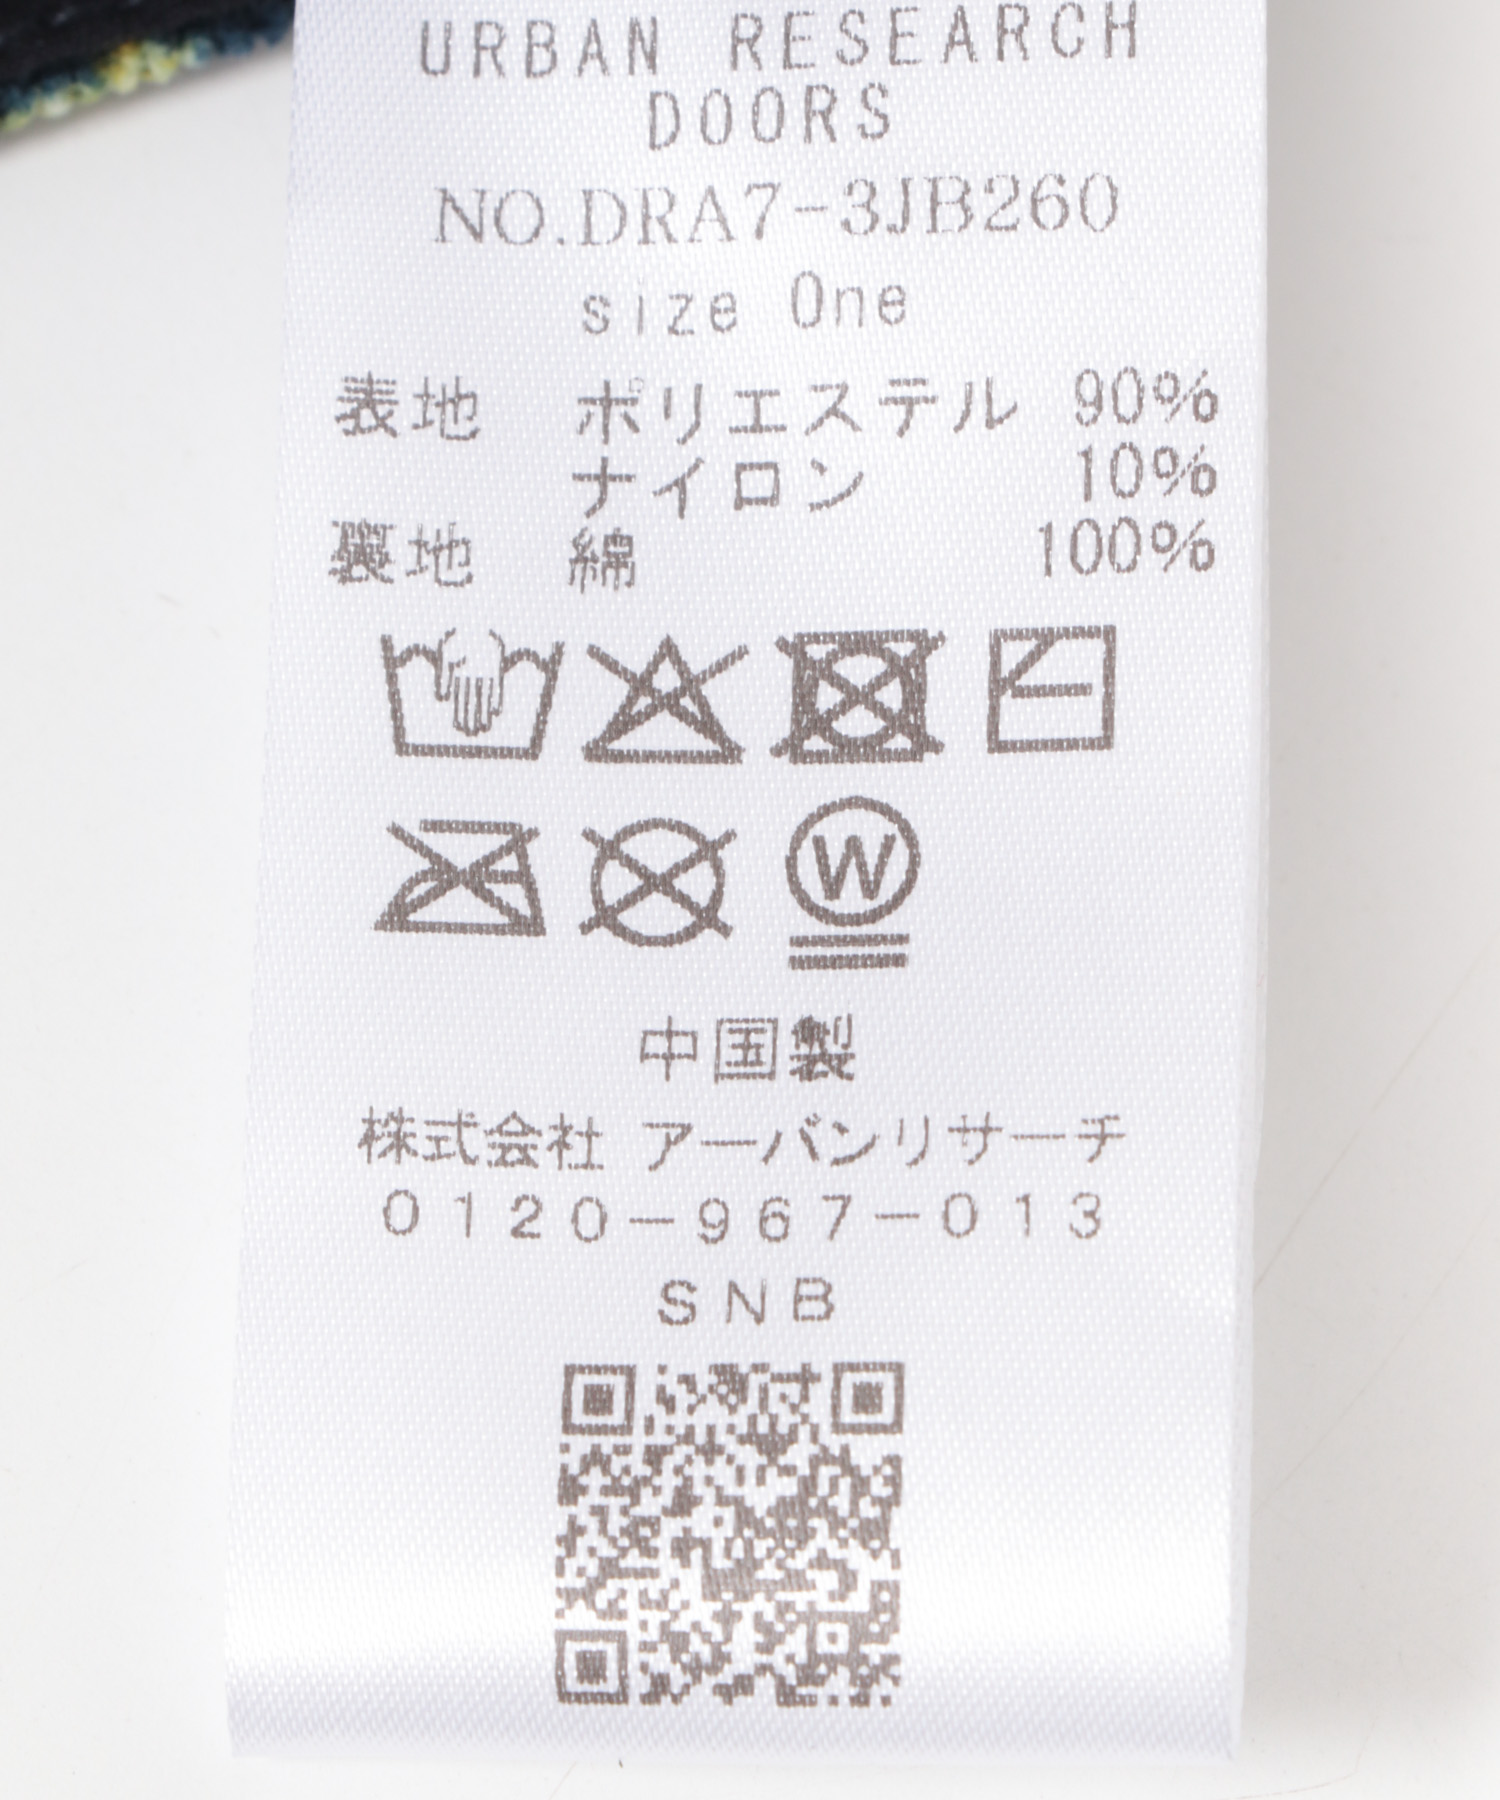 URBAN RESEARCH
DOORS
NO.DRA7-3JB260
size One
表地 ポリエステル 90%
ナイロン 10%
裏地 綿 100%
W
中国製
株式会社 アーバンリサーチ
0120-967-013
SNB